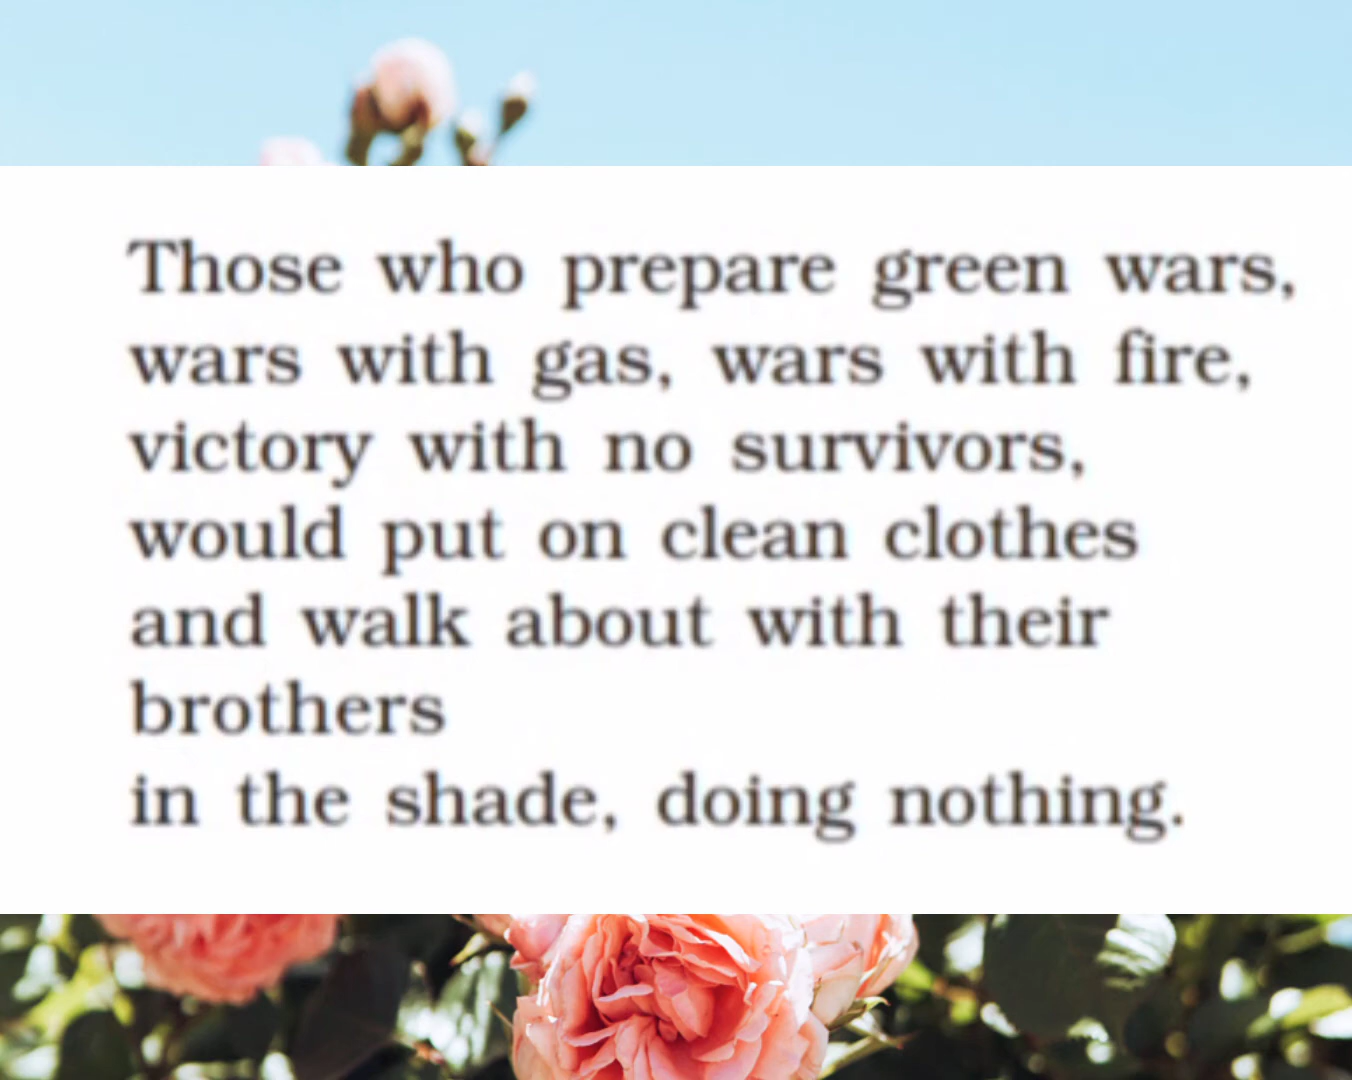 Those who prepare green wars,
wars with gas, wars with fire,
victory with no survivors,
would put on clean clothes
and walk about with their
brothers
in the shade, doing nothing.